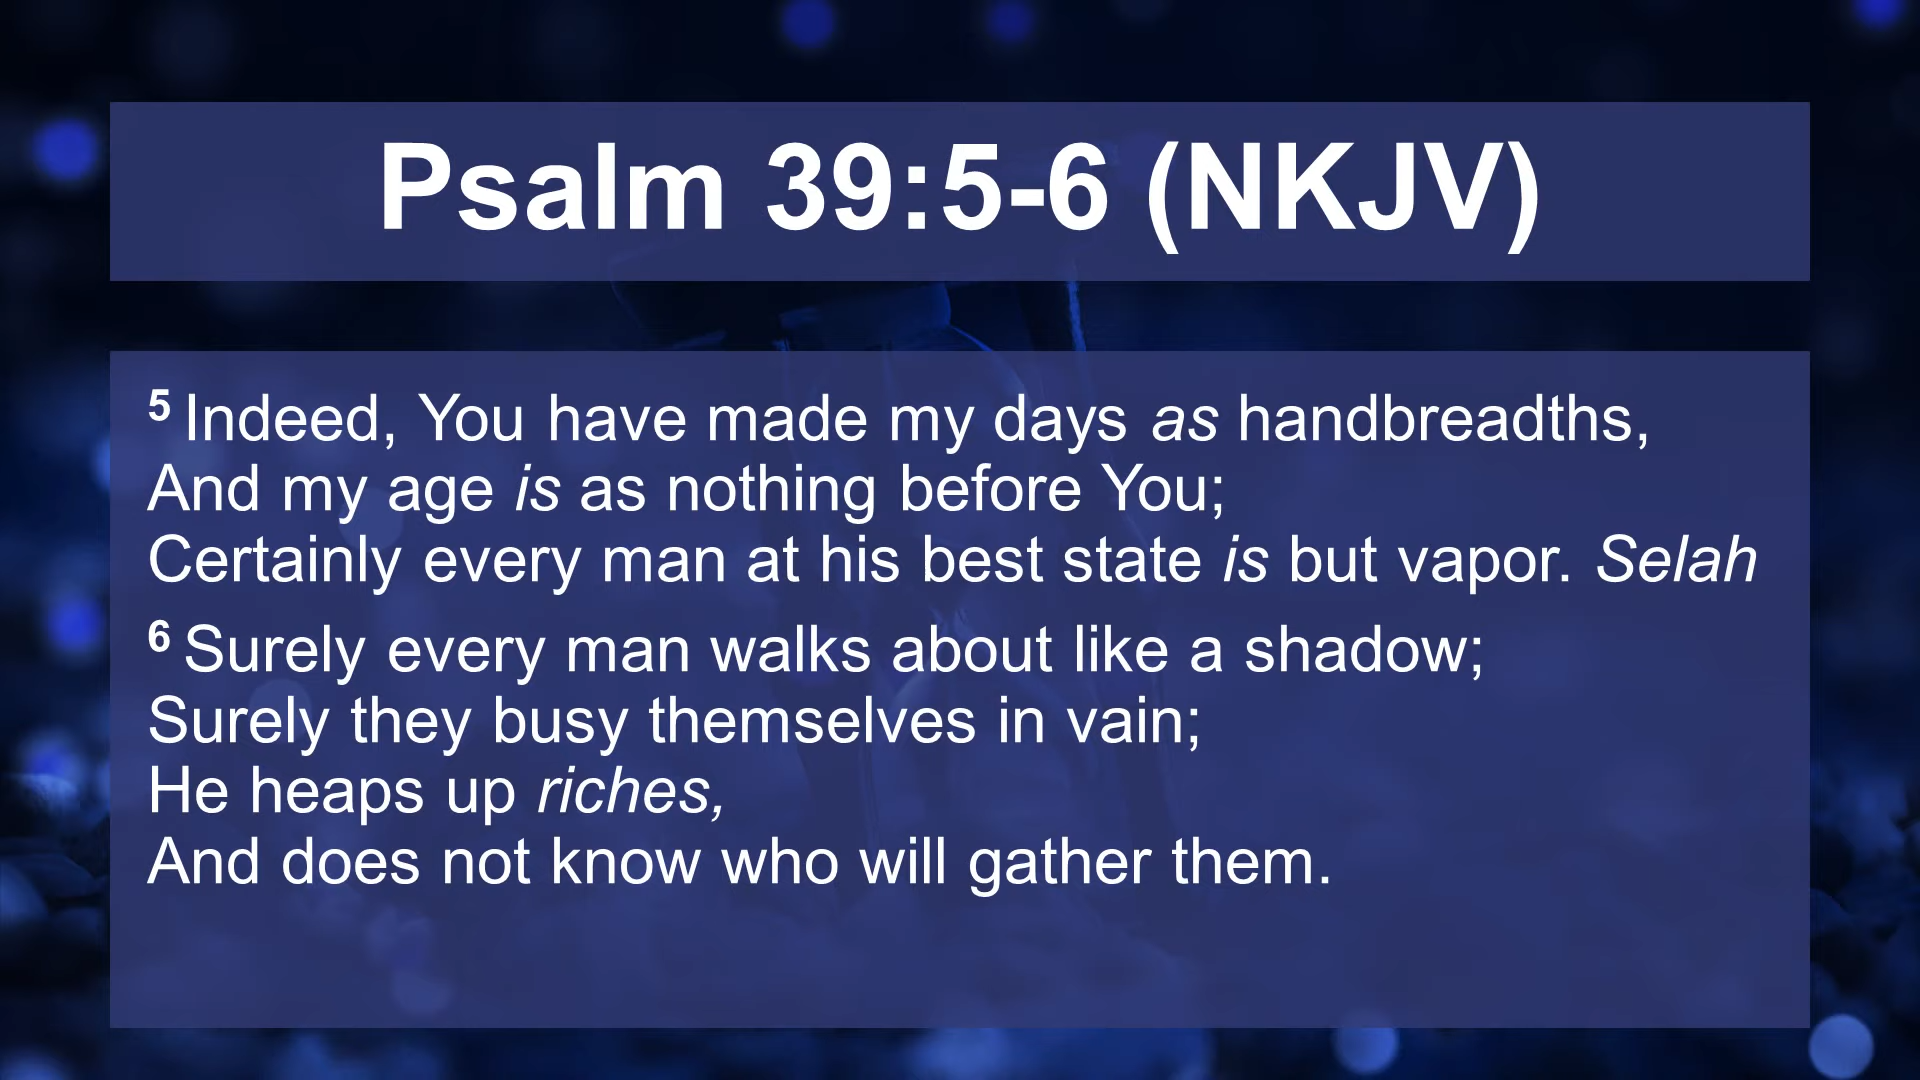 Psalm 39:5-6 (NKJV)
5 Indeed, You have made my days as handbreadths,
And my age is as nothing before You;
Certainly every man at his best state is but vapor. Selah
6 Surely every man walks about like a shadow;
Surely they busy themselves in vain;
He heaps up riches,
And does not know who will gather them.